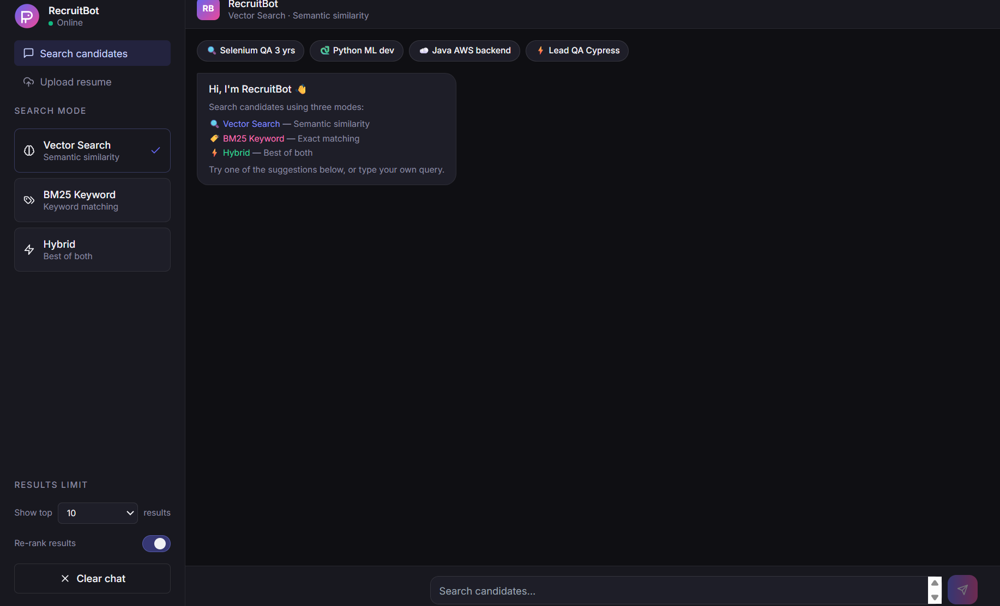 RecruitBot
Online
Search candidates
Upload resume
SEARCH MODE
Vector Search
Semantic similarity
BM25 Keyword
Keyword matching
Hybrid
Best of both
RESULTS LIMIT
Show top 10 results
Re-rank results
Clear chat
RB
RecruitBot
Vector Search · Semantic similarity
Selenium QA 3 yrs
Python ML dev
Java AWS backend
Lead QA Cypress
Hi, I'm RecruitBot 👋
Search candidates using three modes:
🔍 Vector Search — Semantic similarity
🏷️ BM25 Keyword — Exact matching
⚡ Hybrid — Best of both
Try one of the suggestions below, or type your own query.
Search candidates...